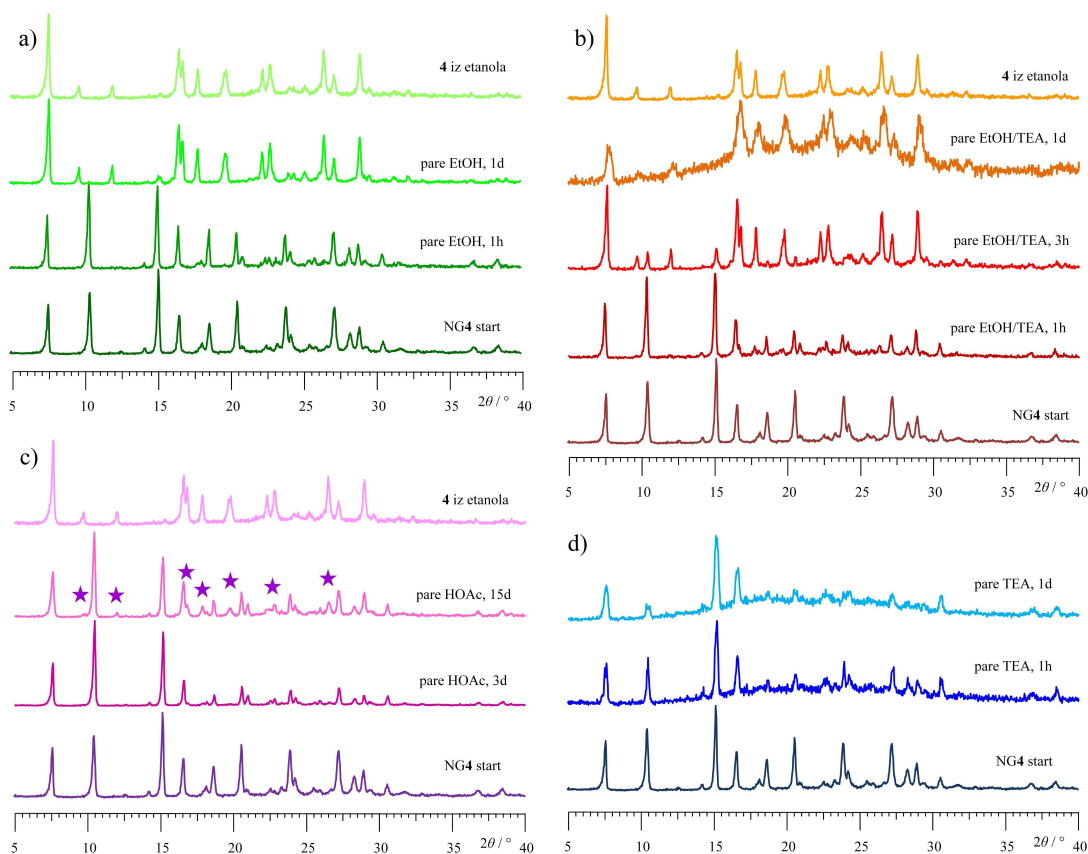 a)
4 iz etanola
pare EtOH, 1d
pare EtOH, 1h
NG4 start
5 10 15 20 25 30 35 40
2θ / °
b)
4 iz etanola
pare EtOH/TEA, 1d
pare EtOH/TEA, 3h
pare EtOH/TEA, 1h
NG4 start
5 10 15 20 25 30 35 40
2θ / °
c)
4 iz etanola
pare HOAc, 15d
pare HOAc, 3d
NG4 start
5 10 15 20 25 30 35 40
2θ / °
d)
pare TEA, 1d
pare TEA, 1h
NG4 start
5 10 15 20 25 30 35 40
2θ / °